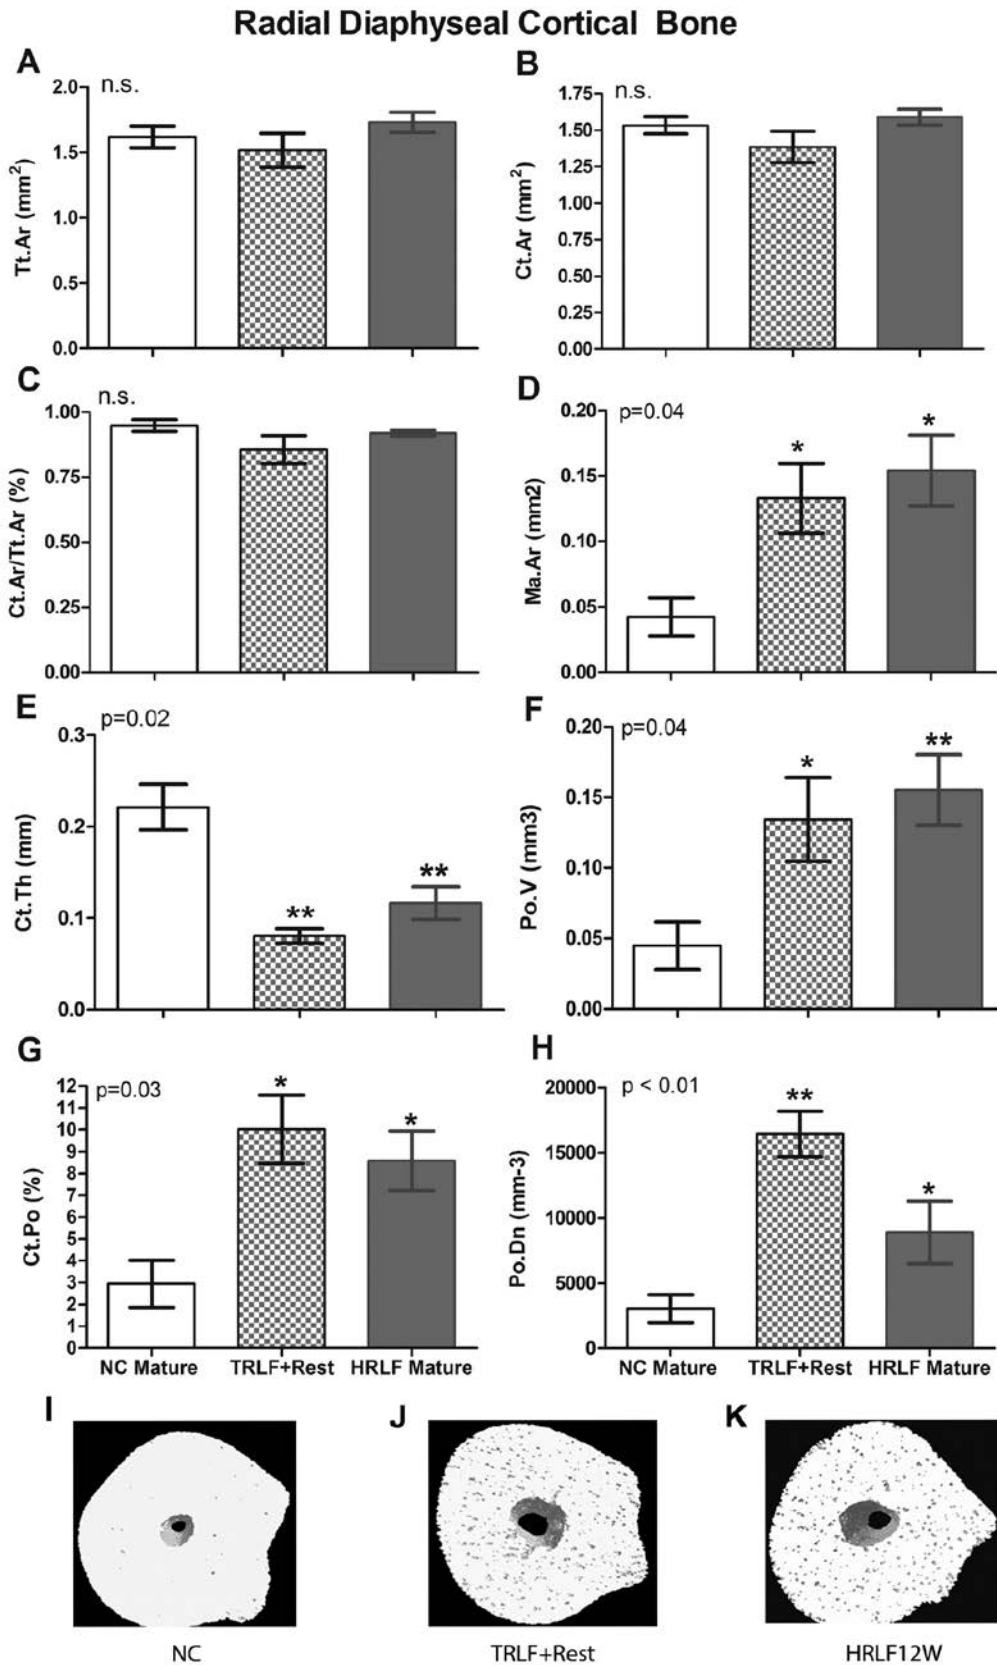 Radial Diaphyseal Cortical Bone
A
n.s.
Tt.Ar (mm2)
2.0
1.5
1.0
0.5
0.0
B
n.s.
Ct.Ar (mm2)
1.75
1.50
1.25
1.00
0.75
0.50
0.25
0.00
C
n.s.
Ct.Ar/Tt.Ar (%)
1.00
0.75
0.50
0.25
0.00
D
p=0.04
Ma.Ar (mm2)
0.20
0.15
0.10
0.05
0.00
*
*
E
p=0.02
Ct.Th (mm)
0.3
0.2
0.1
0.0
**
**
F
p=0.04
Po.V (mm3)
0.20
0.15
0.10
0.05
0.00
*
**
G
p=0.03
Ct.Po (%)
12
11
10
9
8
7
6
5
4
3
2
1
0
*
*
NC Mature TRLF+Rest HRLF Mature
H
p < 0.01
Po.Dn (mm-3)
20000
15000
10000
5000
0
**
*
NC Mature TRLF+Rest HRLF Mature
I
J
K
NC
TRLF+Rest
HRLF12W